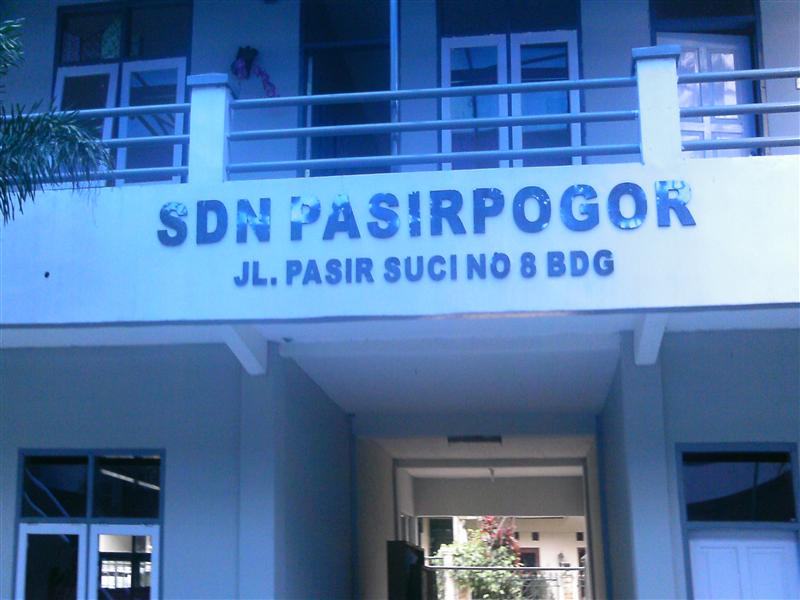 SDN PASIRPOGOR
JL. PASIR SUCI NO 8 BDG